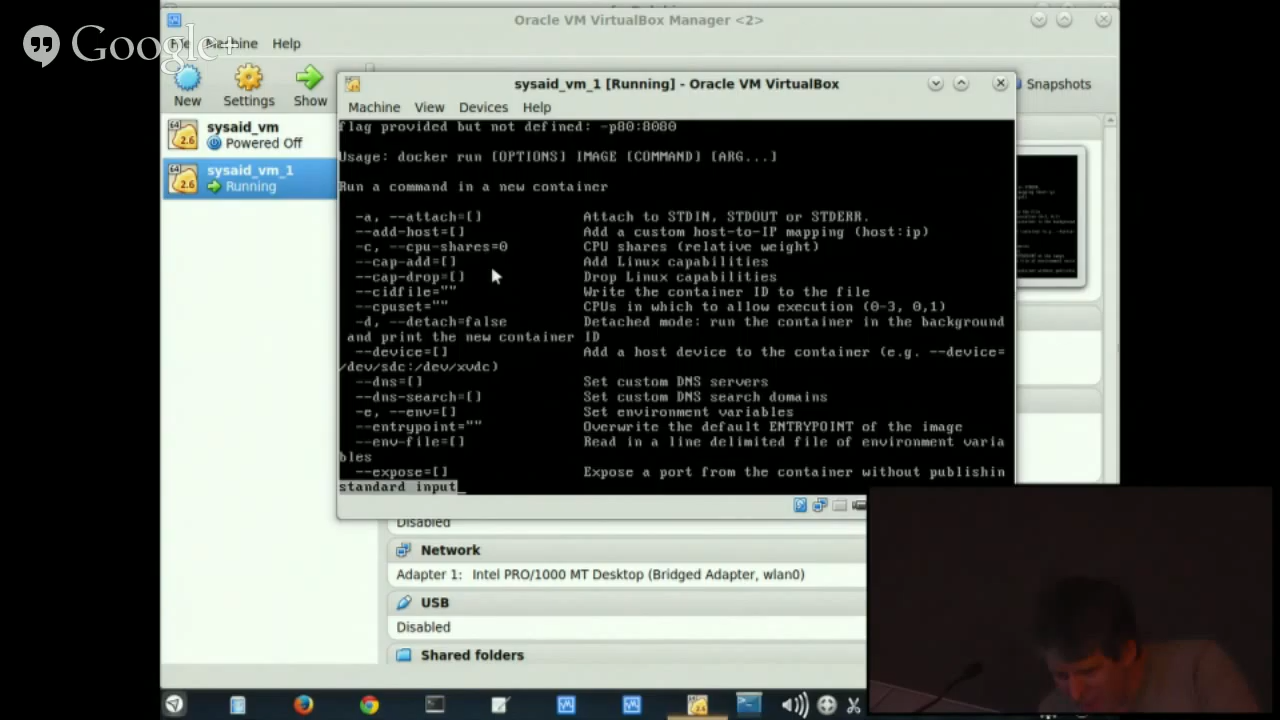 Oracle VM VirtualBox Manager <2>
Google+
File Machine Help
New Settings Show Snapshots
sysaid_vm
Powered Off
sysaid_vm_1
Running
sysaid_vm_1 [Running] - Oracle VM VirtualBox
Machine View Devices Help
flag provided but not defined: -p80:8080
Usage: docker run [OPTIONS] IMAGE [COMMAND] [ARG...]
Run a command in a new container
-a, --attach=[] Attach to STDIN, STDOUT or STDERR.
--add-host=[] Add a custom host-to-IP mapping (host:ip)
-c, --cpu-shares=0 CPU shares (relative weight)
--cap-add=[] Add Linux capabilities
--cap-drop=[] Drop Linux capabilities
--cidfile="" Write the container ID to the file
--cpuset="" CPUs in which to allow execution (0-3, 0,1)
-d, --detach=false Detached mode: run the container in the background
and print the new container ID
--device=[] Add a host device to the container (e.g. --device=
/dev/sdc:/dev/xvdc)
--dns=[] Set custom DNS servers
--dns-search=[] Set custom DNS search domains
-e, --env=[] Set environment variables
--entrypoint="" Overwrite the default ENTRYPOINT of the image
--env-file=[] Read in a line delimited file of environment varia
bles
--expose=[] Expose a port from the container without publishin
standard input_
Disabled
Network
Adapter 1: Intel PRO/1000 MT Desktop (Bridged Adapter, wlan0)
USB
Disabled
Shared folders